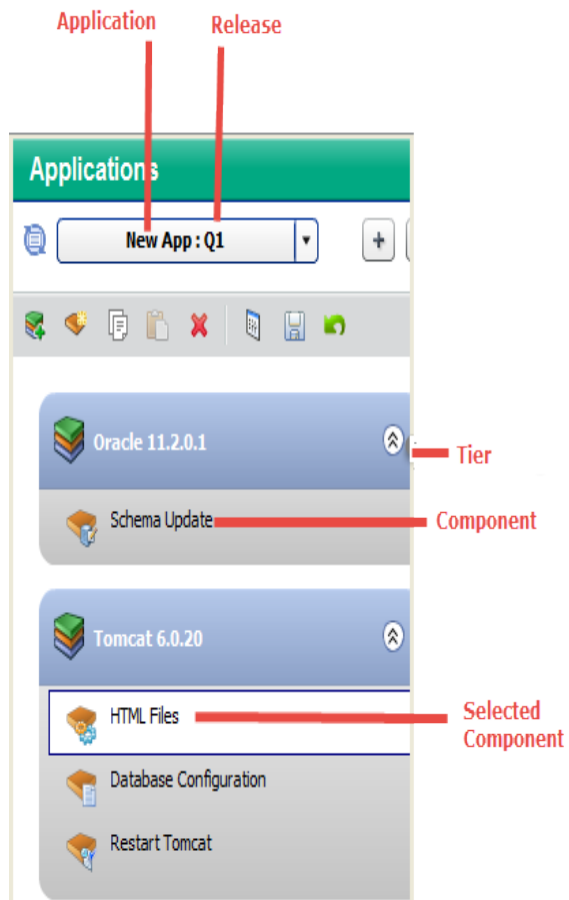 Application
Release
Applications
New App : Q1
Oracle 11.2.0.1
Tier
Schema Update
Component
Tomcat 6.0.20
HTML Files
Selected
Component
Database Configuration
Restart Tomcat